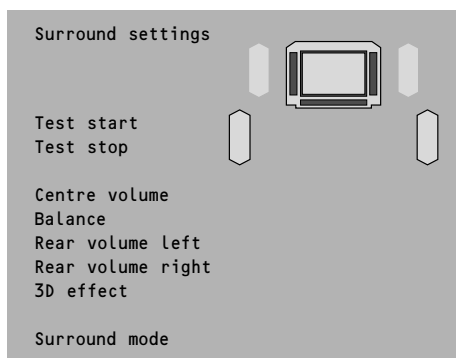 Surround settings
Test start
Test stop
Centre volume
Balance
Rear volume left
Rear volume right
3D effect
Surround mode